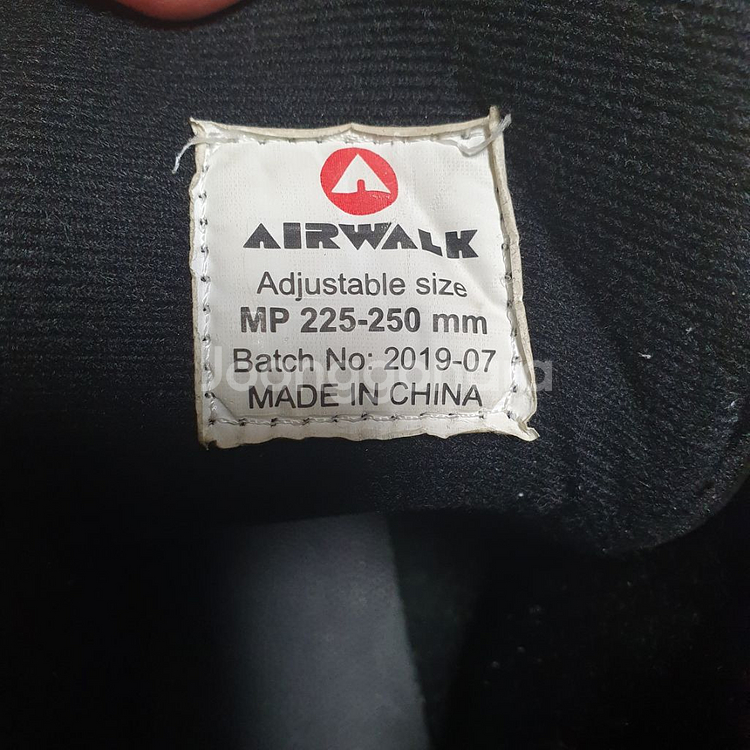 AIRWALK
Adjustable size
MP 225-250 mm
Batch No: 2019-07
MADE IN CHINA